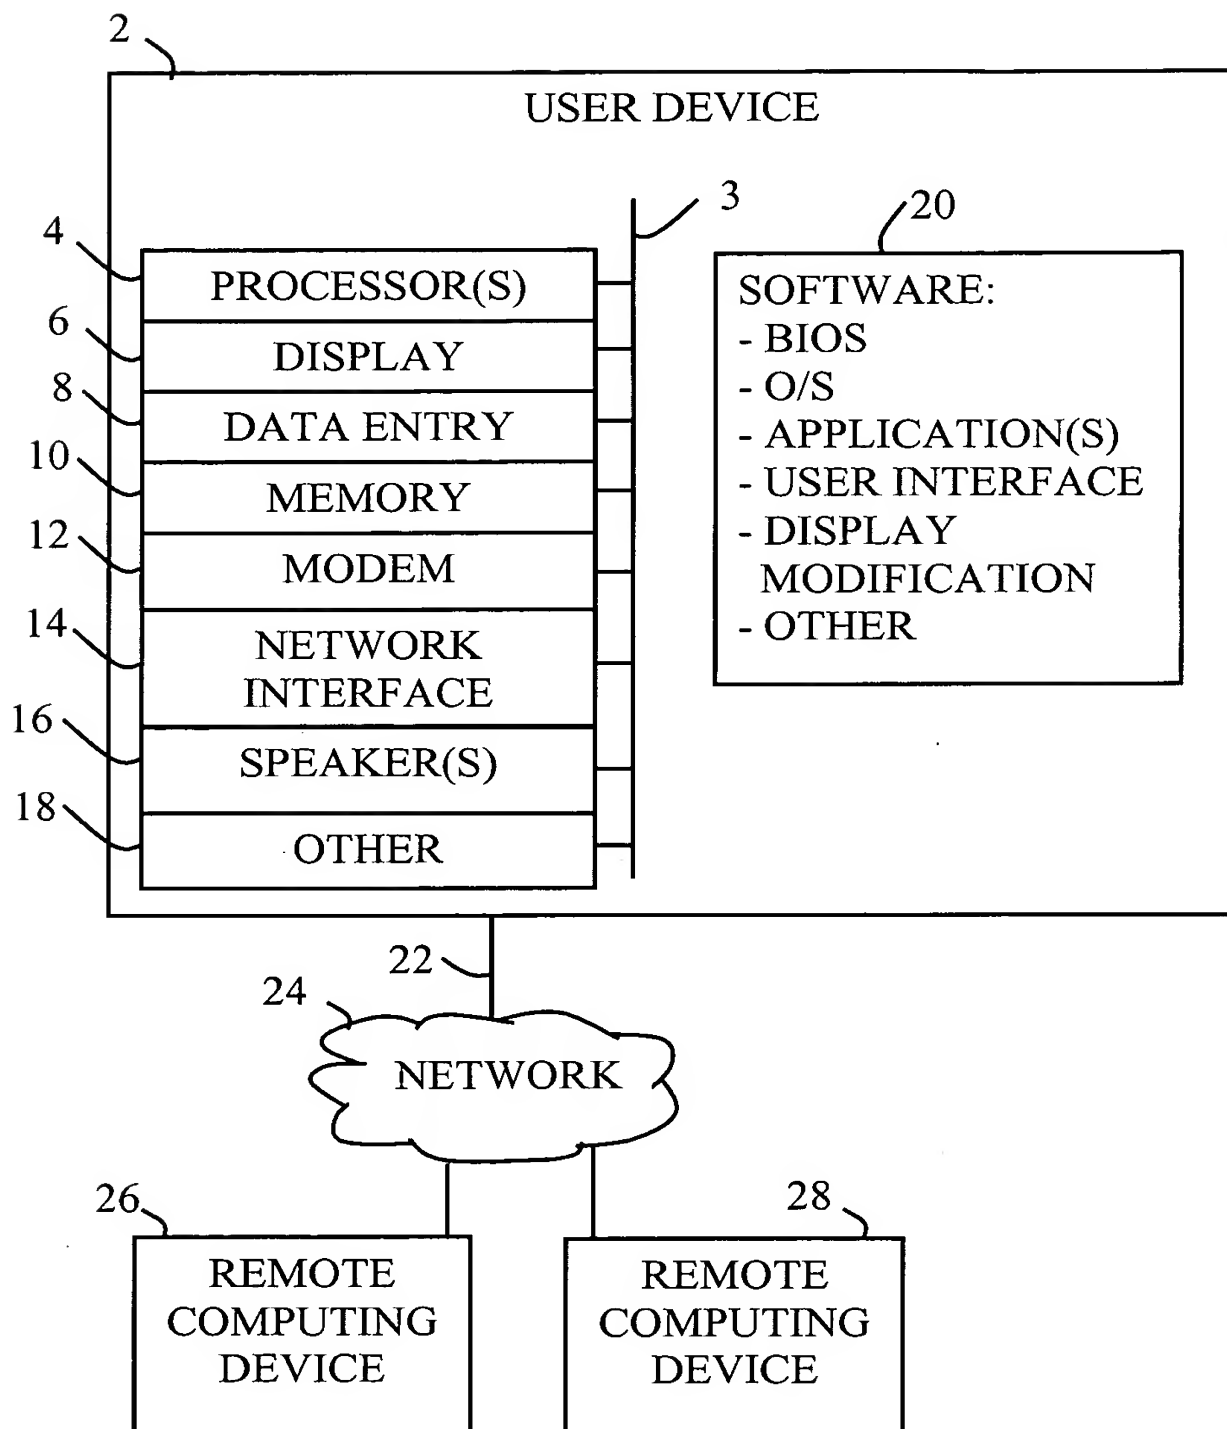 2
USER DEVICE
3
20
4
PROCESSOR(S)
6
DISPLAY
8
DATA ENTRY
10
MEMORY
12
MODEM
14
NETWORK
INTERFACE
16
SPEAKER(S)
18
OTHER
SOFTWARE:
- BIOS
- O/S
- APPLICATION(S)
- USER INTERFACE
- DISPLAY
MODIFICATION
- OTHER
22
24
NETWORK
26
REMOTE
COMPUTING
DEVICE
28
REMOTE
COMPUTING
DEVICE